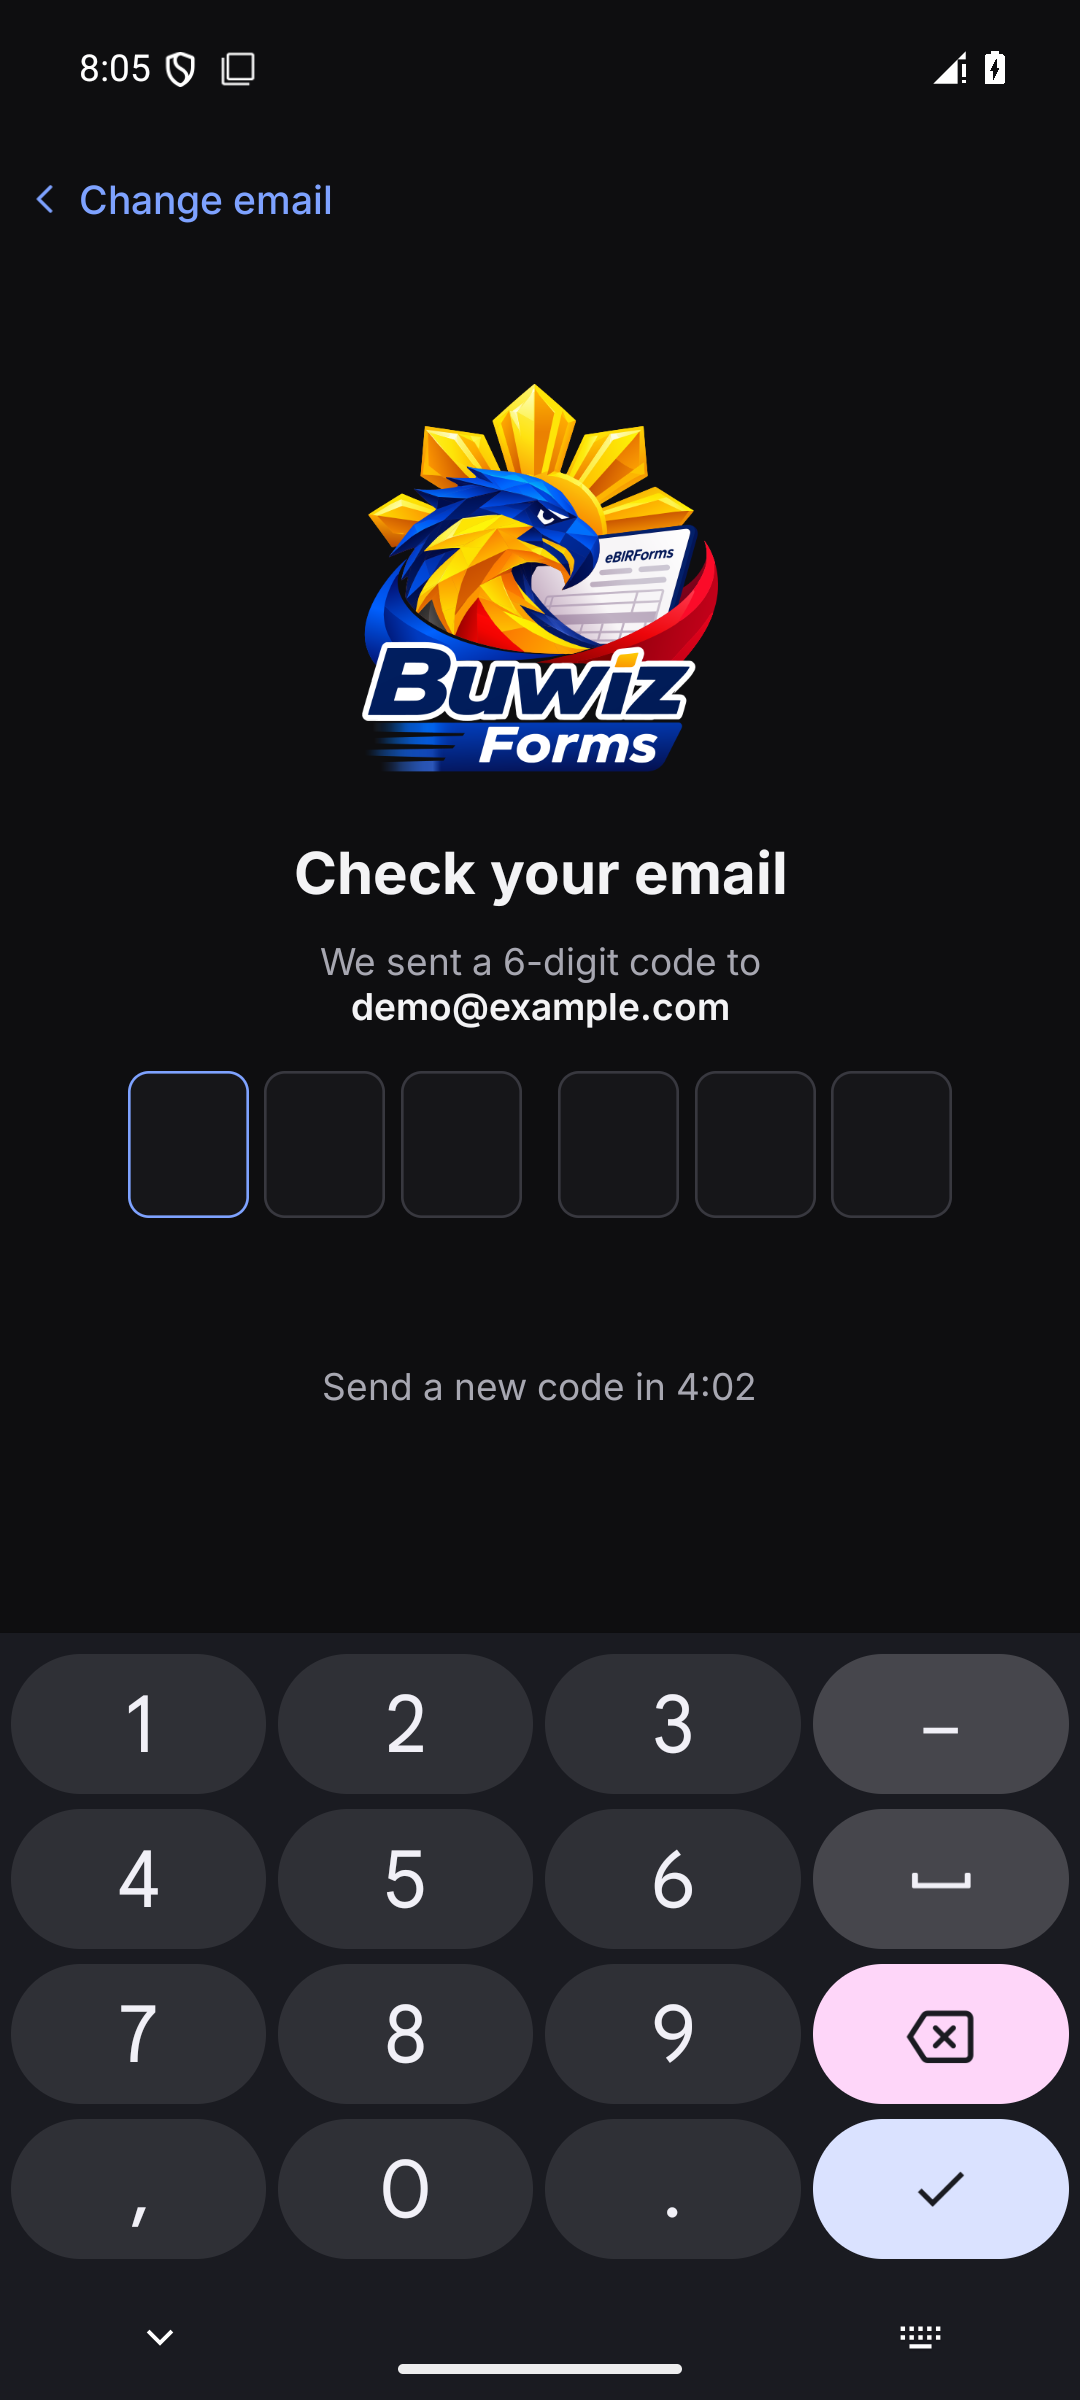 8:05
Change email
eBIRForms
Buwiz
Forms
Check your email
We sent a 6-digit code to
demo@example.com
Send a new code in 4:02
1 2 3 –
4 5 6
7 8 9
, 0 .